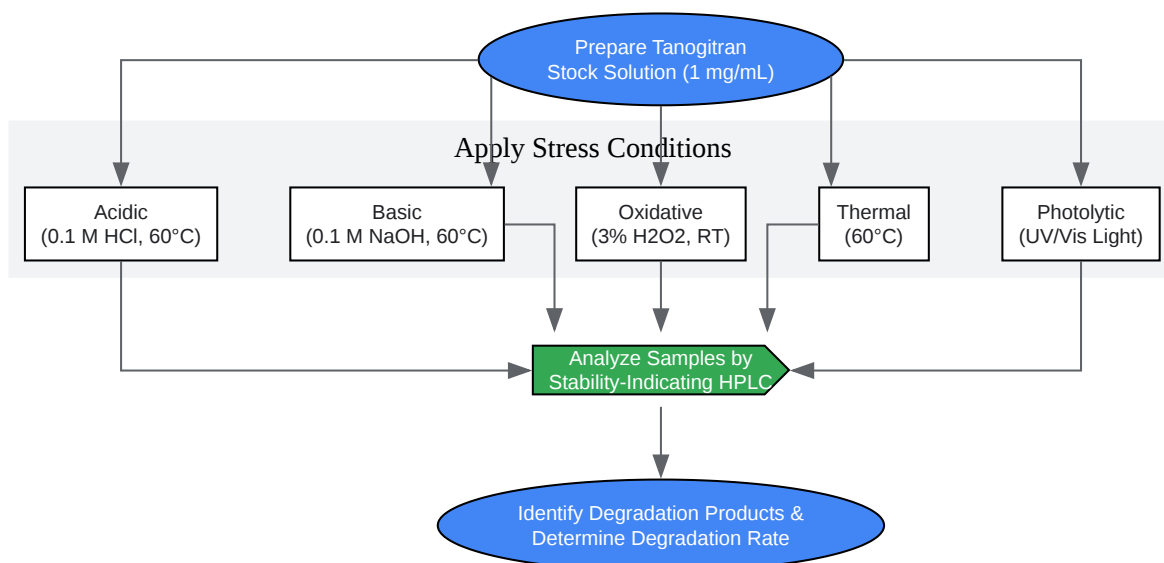 Prepare Tanogitran
Stock Solution (1 mg/mL)
Apply Stress Conditions
Acidic
(0.1 M HCl, 60°C)
Basic
(0.1 M NaOH, 60°C)
Oxidative
(3% H2O2, RT)
Thermal
(60°C)
Photolytic
(UV/Vis Light)
Analyze Samples by
Stability-Indicating HPLC
Identify Degradation Products &
Determine Degradation Rate